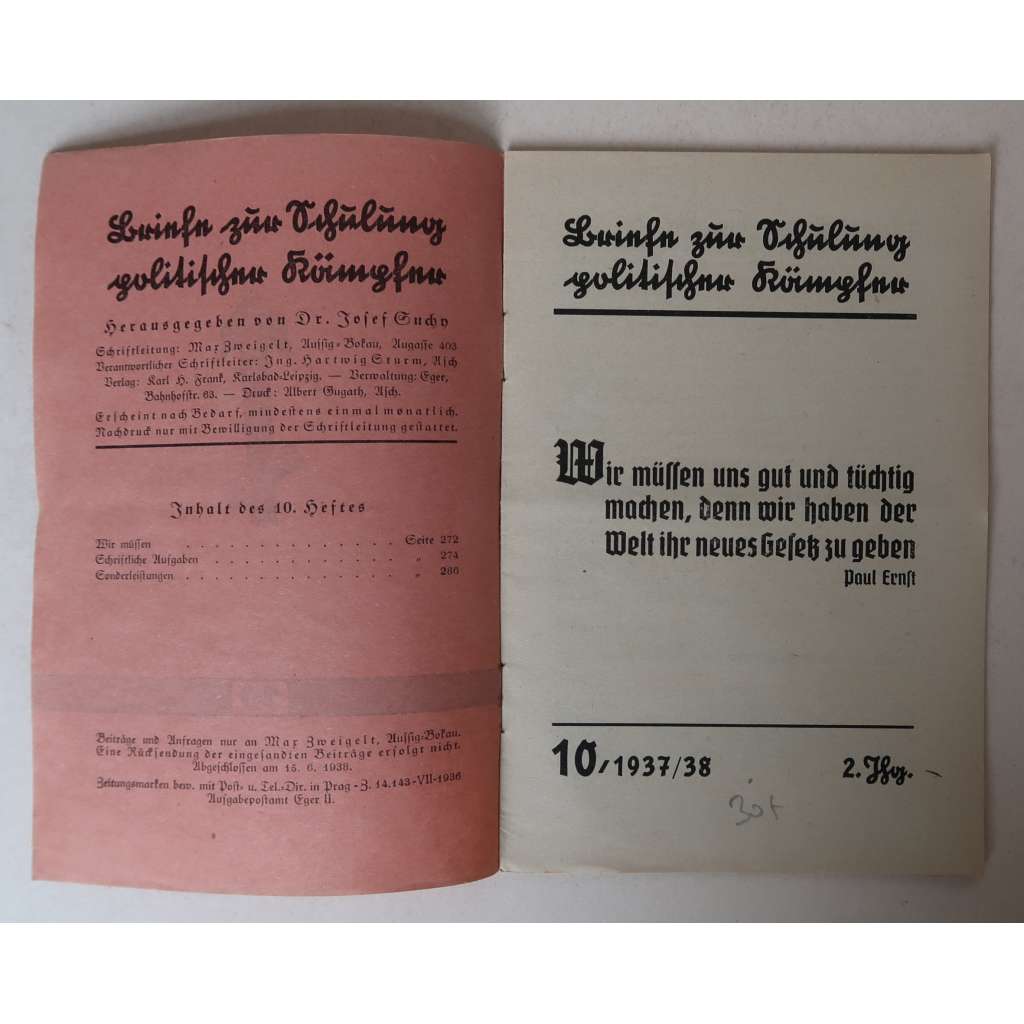 Briefe zur Schulung
politischer Kämpfer
Herausgegeben von Dr. Josef Suchy
Schriftleitung: Max Zweigelt, Aussig-Bokau, Augasse 403
Verantwortlicher Schriftleiter: Ing. Hartwig Sturm, Asch
Verlag: Karl H. Frank, Karlsbad-Leipzig. — Verwaltung: Eger,
Bahnhofstr. 63. — Druck: Albert Gugath, Asch.
Erscheint nach Bedarf, mindestens einmal monatlich.
Nachdruck nur mit Bewilligung der Schriftleitung gestattet.
Inhalt des 10. Heftes
Wir müssen . . . . . . . . . . . . . Seite 272
Schriftliche Aufgaben . . . . . . . . . . . „ 274
Sonderleistungen . . . . . . . . . . . . . „ 286
Beiträge und Anfragen nur an Max Zweigelt, Aussig-Bokau.
Eine Rücksendung der eingesandten Beiträge erfolgt nicht.
Abgeschlossen am 15. 6. 1938.
Zeitungsmarken bew. mit Post- u. Tel.-Dir. in Prag - Z. 14.143-VII-1936
Aufgabepostamt Eger II.
Briefe zur Schulung
politischer Kämpfer
Wir müssen uns gut und tüchtig
machen, denn wir haben der
Welt ihr neues Gesetz zu geben
Paul Ernst
10/1937/38 2. Jhg.